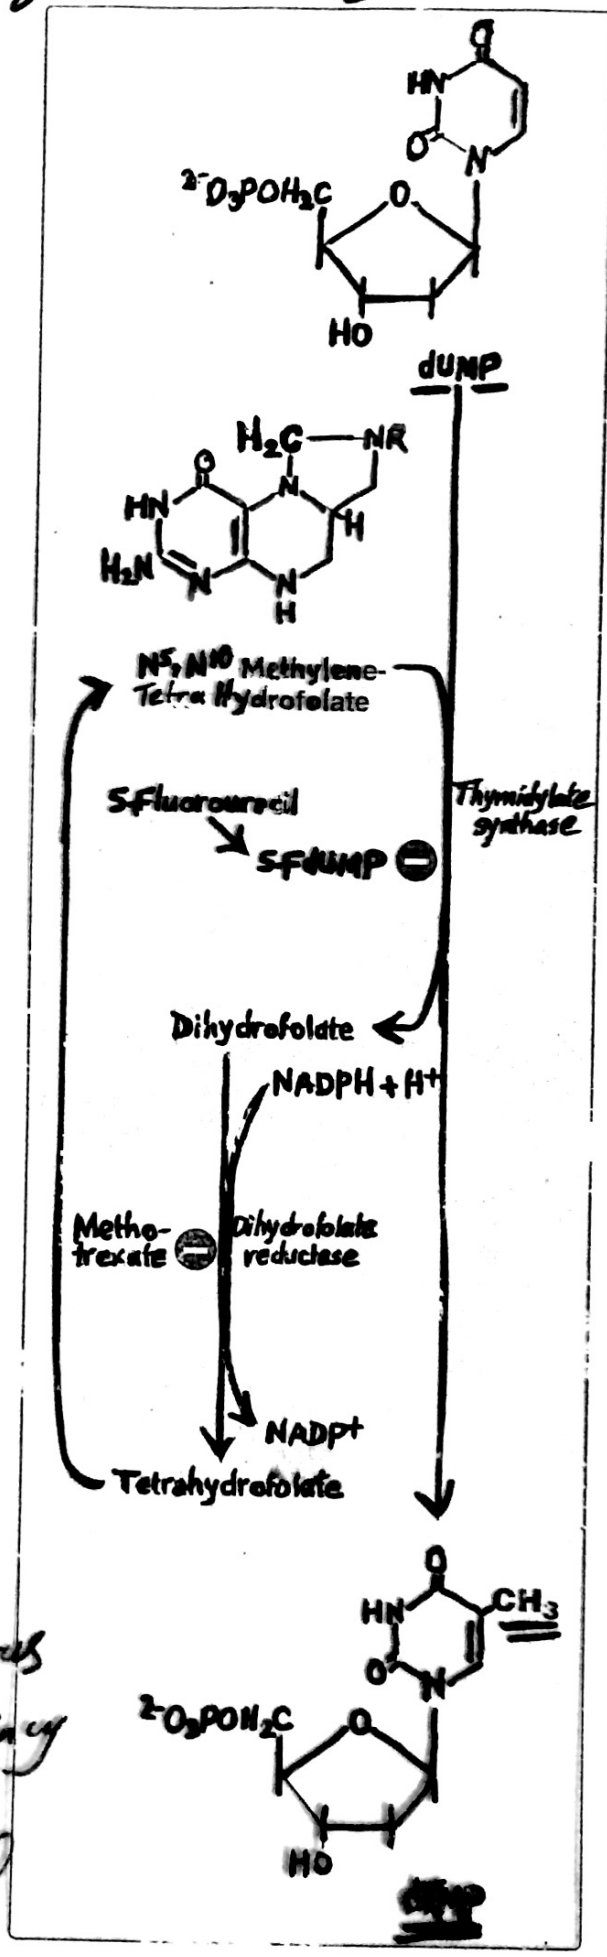 O
HN
O
N
²⁻O₃POH₂C
O
HO
dUMP
H₂C
NR
O
N
HN
H
H₂N
N
N
H
N⁵, N¹⁰ Methylene-
Tetra Hydrofolate
5-Fluorouracil
Thymidylate
synthase
5-FdUMP
Dihydrofolate
NADPH + H⁺
Metho-
trexate
Dihydrofolate
reductase
NADP⁺
Tetrahydrofolate
O
HN
CH₃
O
N
²⁻O₃POH₂C
O
HO